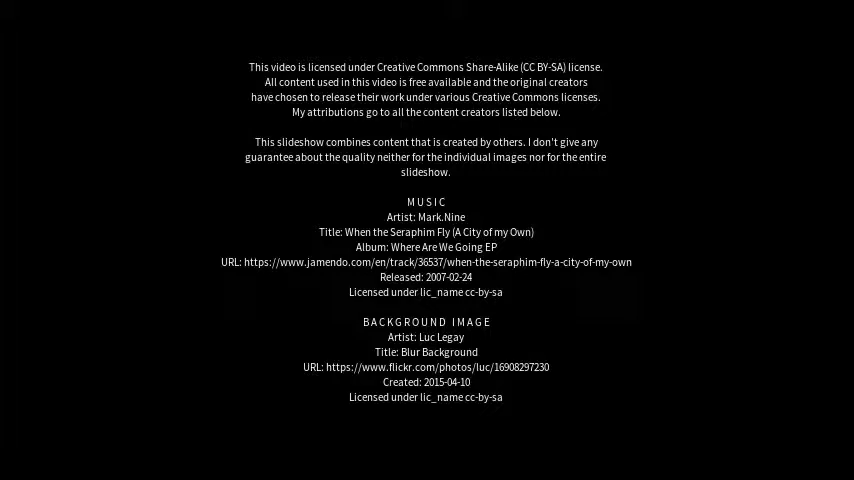 This video is licensed under Creative Commons Share-Alike (CC BY-SA) license.
All content used in this video is free available and the original creators
have chosen to release their work under various Creative Commons licenses.
My attributions go to all the content creators listed below.
This slideshow combines content that is created by others. I don't give any
guarantee about the quality neither for the individual images nor for the entire
slideshow.
M U S I C
Artist: Mark.Nine
Title: When the Seraphim Fly (A City of my Own)
Album: Where Are We Going EP
URL: https://www.jamendo.com/en/track/36537/when-the-seraphim-fly-a-city-of-my-own
Released: 2007-02-24
Licensed under lic_name cc-by-sa
B A C K G R O U N D   I M A G E
Artist: Luc Legay
Title: Blur Background
URL: https://www.flickr.com/photos/luc/16908297230
Created: 2015-04-10
Licensed under lic_name cc-by-sa